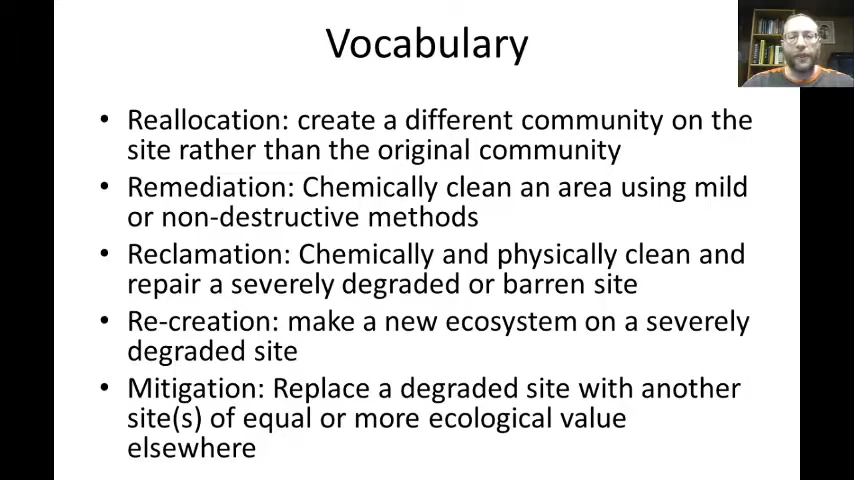 Vocabulary
• Reallocation: create a different community on the
site rather than the original community
• Remediation: Chemically clean an area using mild
or non-destructive methods
• Reclamation: Chemically and physically clean and
repair a severely degraded or barren site
• Re-creation: make a new ecosystem on a severely
degraded site
• Mitigation: Replace a degraded site with another
site(s) of equal or more ecological value
elsewhere